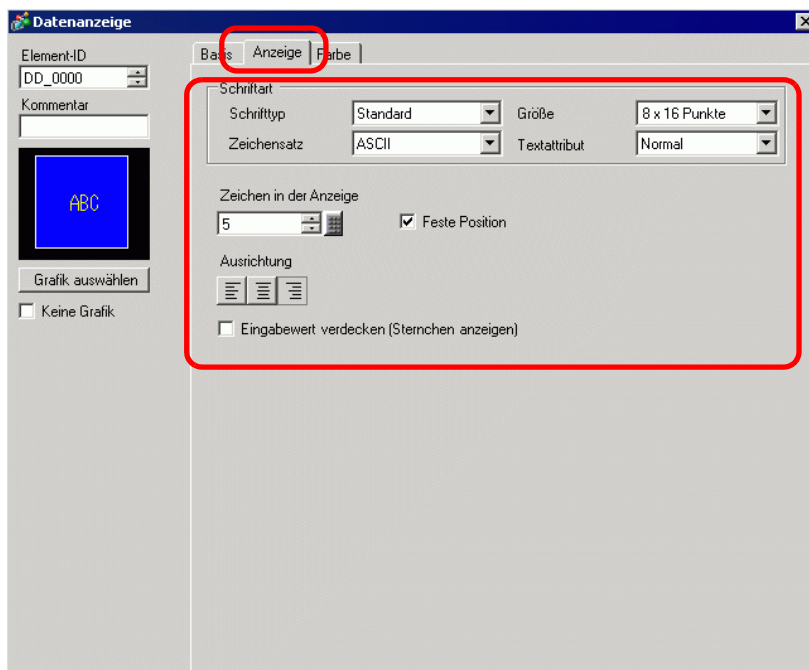 Datenanzeige
Element-ID
DD_0000
Kommentar
ABC
Grafik auswählen
Keine Grafik
Basis Anzeige Farbe
Schriftart
Schrifttyp Standard Größe 8 x 16 Punkte
Zeichensatz ASCII Textattribut Normal
Zeichen in der Anzeige
5 Feste Position
Ausrichtung
Eingabewert verdecken (Sternchen anzeigen)